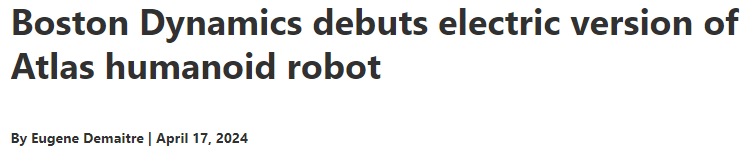 Boston Dynamics debuts electric version of
Atlas humanoid robot
By Eugene Demaitre | April 17, 2024